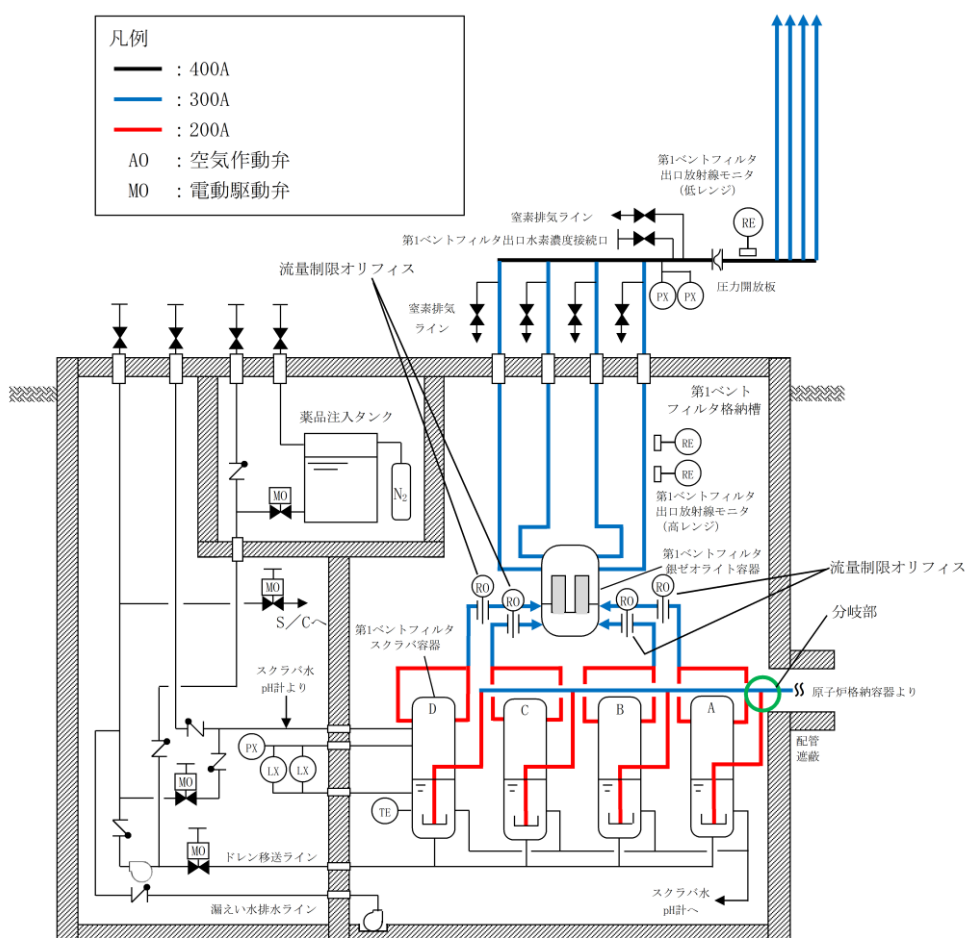 凡例
: 400A
: 300A
: 200A
AO : 空気作動弁
MO : 電動駆動弁
第1ベントフィルタ
出口放射線モニタ
(低レンジ)
RE
窒素排気ライン
第1ベントフィルタ出口水素濃度接続口
流量制限オリフィス
PX
PX
圧力開放板
窒素排気
ライン
第1ベント
フィルタ格納槽
薬品注入タンク
RE
RE
MO
N2
第1ベントフィルタ
出口放射線モニタ
(高レンジ)
第1ベントフィルタ
銀ゼオライト容器
流量制限オリフィス
RO
RO
RO
RO
MO
S/Cへ
分岐部
第1ベントフィルタ
スクラバ容器
スクラバ水
pH計より
原子炉格納容器より
D
C
B
A
配管
遮蔽
PX
LX
LX
MO
TE
MO
ドレン移送ライン
スクラバ水
pH計へ
漏えい水排水ライン